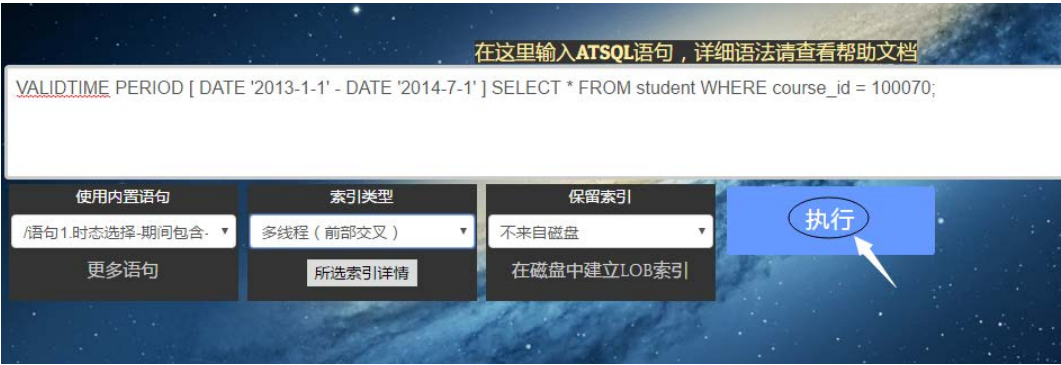 在这里输入ATSQL语句，详细语法请查看帮助文档
VALIDTIME PERIOD [ DATE '2013-1-1' - DATE '2014-7-1' ] SELECT * FROM student WHERE course_id = 100070;
使用内置语句
索引类型
保留索引
/语句1.时态选择-期间包含-
多线程（前部交叉）
不来自磁盘
执行
更多语句
所选索引详情
在磁盘中建立LOB索引